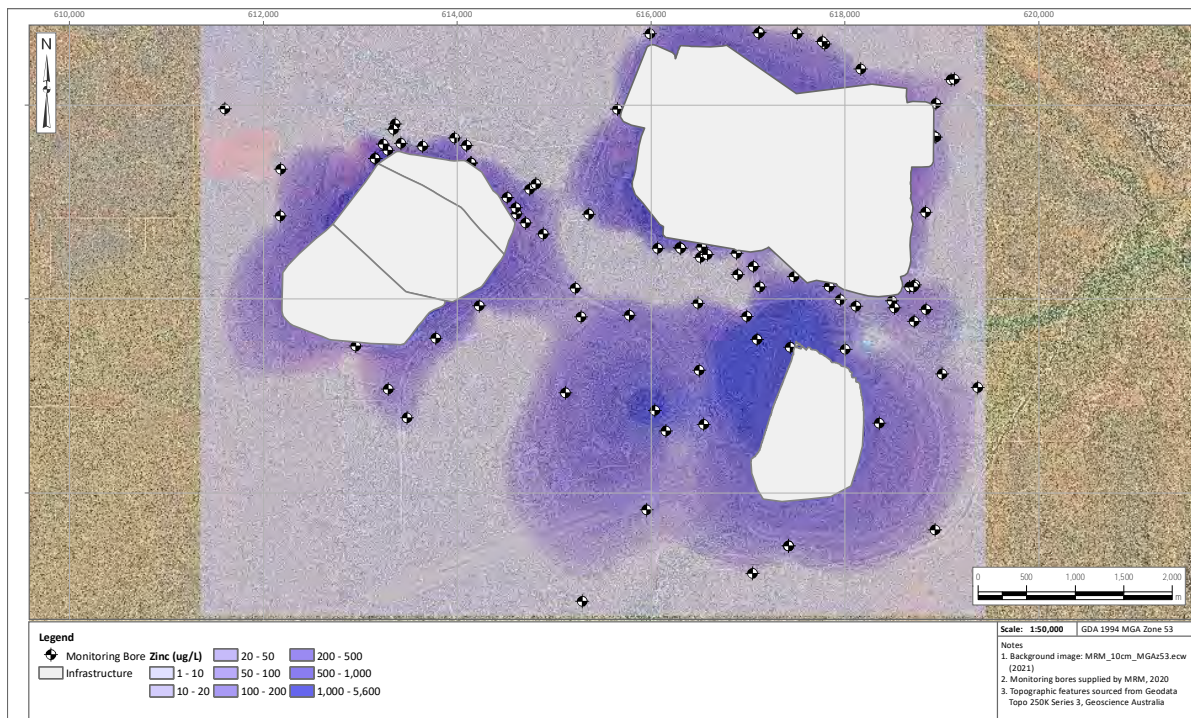 610,000 612,000 614,000 616,000 618,000 620,000
N
0 500 1,000 1,500 2,000
m
Legend
Monitoring Bore
Infrastructure
Zinc (ug/L)
1 - 10
10 - 20
20 - 50
50 - 100
100 - 200
200 - 500
500 - 1,000
1,000 - 5,600
Scale: 1:50,000 GDA 1994 MGA Zone 53
Notes
1. Background image: MRM_10cm_MGAz53.ecw
(2021)
2. Monitoring bores supplied by MRM, 2020
3. Topographic features sourced from Geodata
Topo 250K Series 3, Geoscience Australia